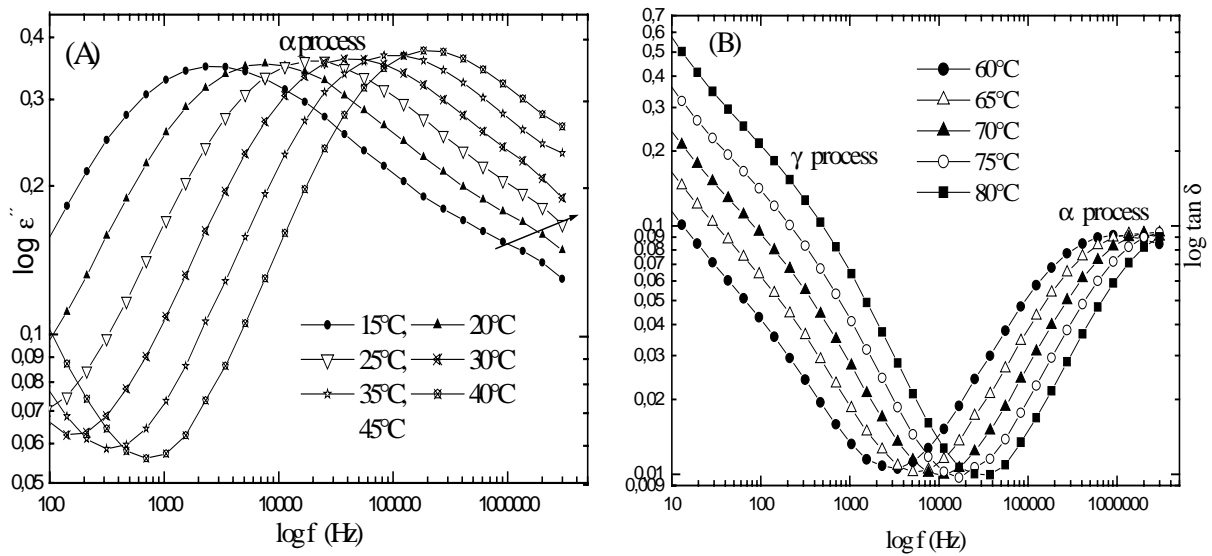 (A)
α process
0,4
0,3
0,2
0,1
0,09
0,08
0,07
0,06
0,05
log ε″
15°C, 20°C
25°C, 30°C
35°C, 40°C
45°C
100 1000 10000 100000 1000000
log f (Hz)
(B)
0,7
0,6
0,5
0,4
0,3
0,2
0,1
0,09
0,08
0,07
0,06
0,05
0,04
0,03
0,02
0,01
0,009
60°C
65°C
70°C
75°C
80°C
γ process
α process
log tan δ
10 100 1000 10000 100000 1000000
log f (Hz)